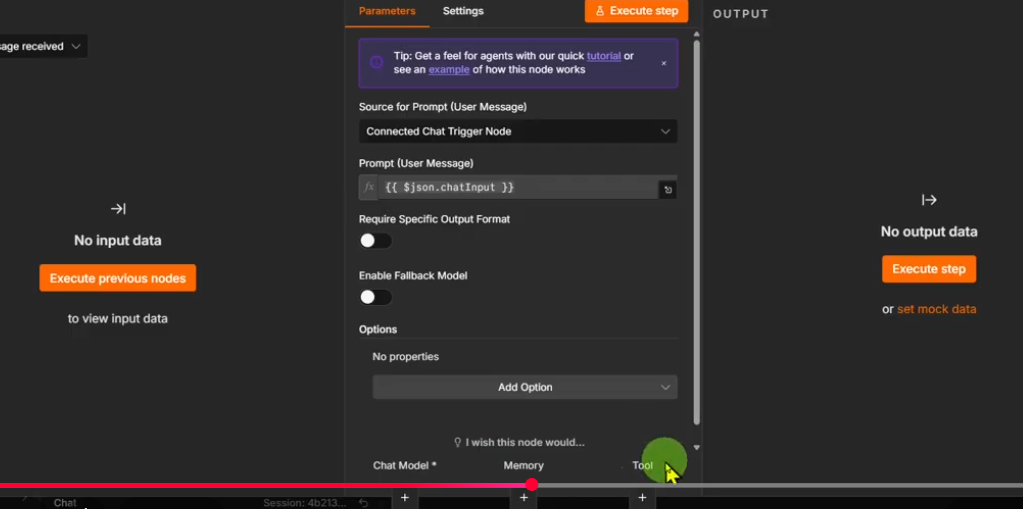 Parameters
Settings
Execute step
OUTPUT
sage received
Tip: Get a feel for agents with our quick tutorial or
see an example of how this node works
Source for Prompt (User Message)
Connected Chat Trigger Node
Prompt (User Message)
fx {{ $json.chatInput }}
Require Specific Output Format
No input data
No output data
Execute previous nodes
Execute step
Enable Fallback Model
to view input data
or set mock data
Options
No properties
Add Option
I wish this node would...
Chat Model *
Memory
Tool
Chat
Session: 4b213...